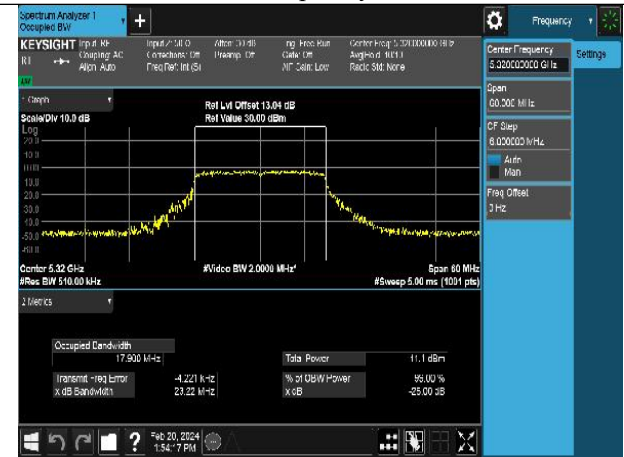 Spectrum Analyzer 1
Occupied BW
+
Frequency
KEYSIGHT Input: RF
Coupling: AC
Align: Auto
Corrections: Off
Freq Ref: Int (S)
Preamp: Off
Gate: Off
Center Freq: 5.320000000 GHz
Radio Std: None
Center Frequency
5.320000000 GHz
Settings
Span
60.000 MHz
CF Step
6.000000 MHz
Auto
Man
Freq Offset
0 Hz
1 Graph
Scale/Div 10.0 dB
Ref Lvl Offset 13.04 dB
Ref Value 30.00 dBm
Log
Center 5.32 GHz
#Video BW 2.0000 MHz*
Span 60 MHz
#Res BW 510.00 kHz
#Sweep 5.00 ms (1001 pts)
2 Metrics
Occupied Bandwidth
17.900 MHz
Total Power
dBm
Transmit Freq Error
-4.221 kHz
% of OBW Power
99.00 %
x dB Bandwidth
23.22 MHz
x dB
-26.00 dB
?
Feb 20, 2024
1:54:17 PM